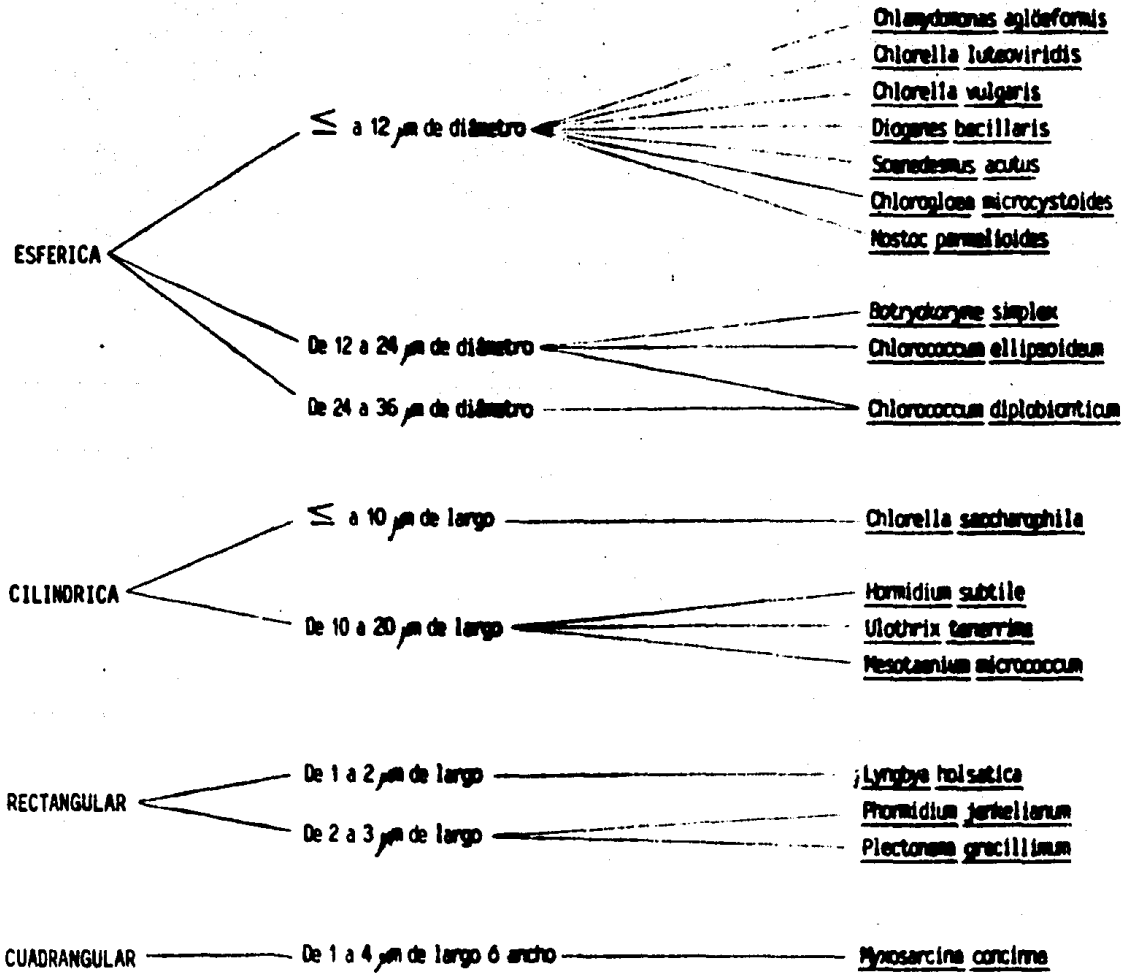 Chlamydomonas aglöeformis
Chlorella luteoviridis
≤ a 12 µm de diámetro
Chlorella vulgaris
Diogenes bacillaris
Scenedesmus acutus
Chlorogloea microcystoides
Nostoc parmelioides
ESFERICA
Botryokoryne simplex
De 12 a 24 µm de diámetro
Chlorococcum ellipsoideum
De 24 a 36 µm de diámetro
Chlorococcum diplobionticum
≤ a 10 µm de largo
Chlorella saccharophila
CILINDRICA
Hormidium subtile
De 10 a 20 µm de largo
Ulothrix tenerrima
Mesotaenium micrococcum
De 1 a 2 µm de largo
Lyngbya holsatica
RECTANGULAR
Phormidium jenkelianum
De 2 a 3 µm de largo
Plectonema gracillimum
CUADRANGULAR
De 1 a 4 µm de largo ó ancho
Myxosarcina concinna